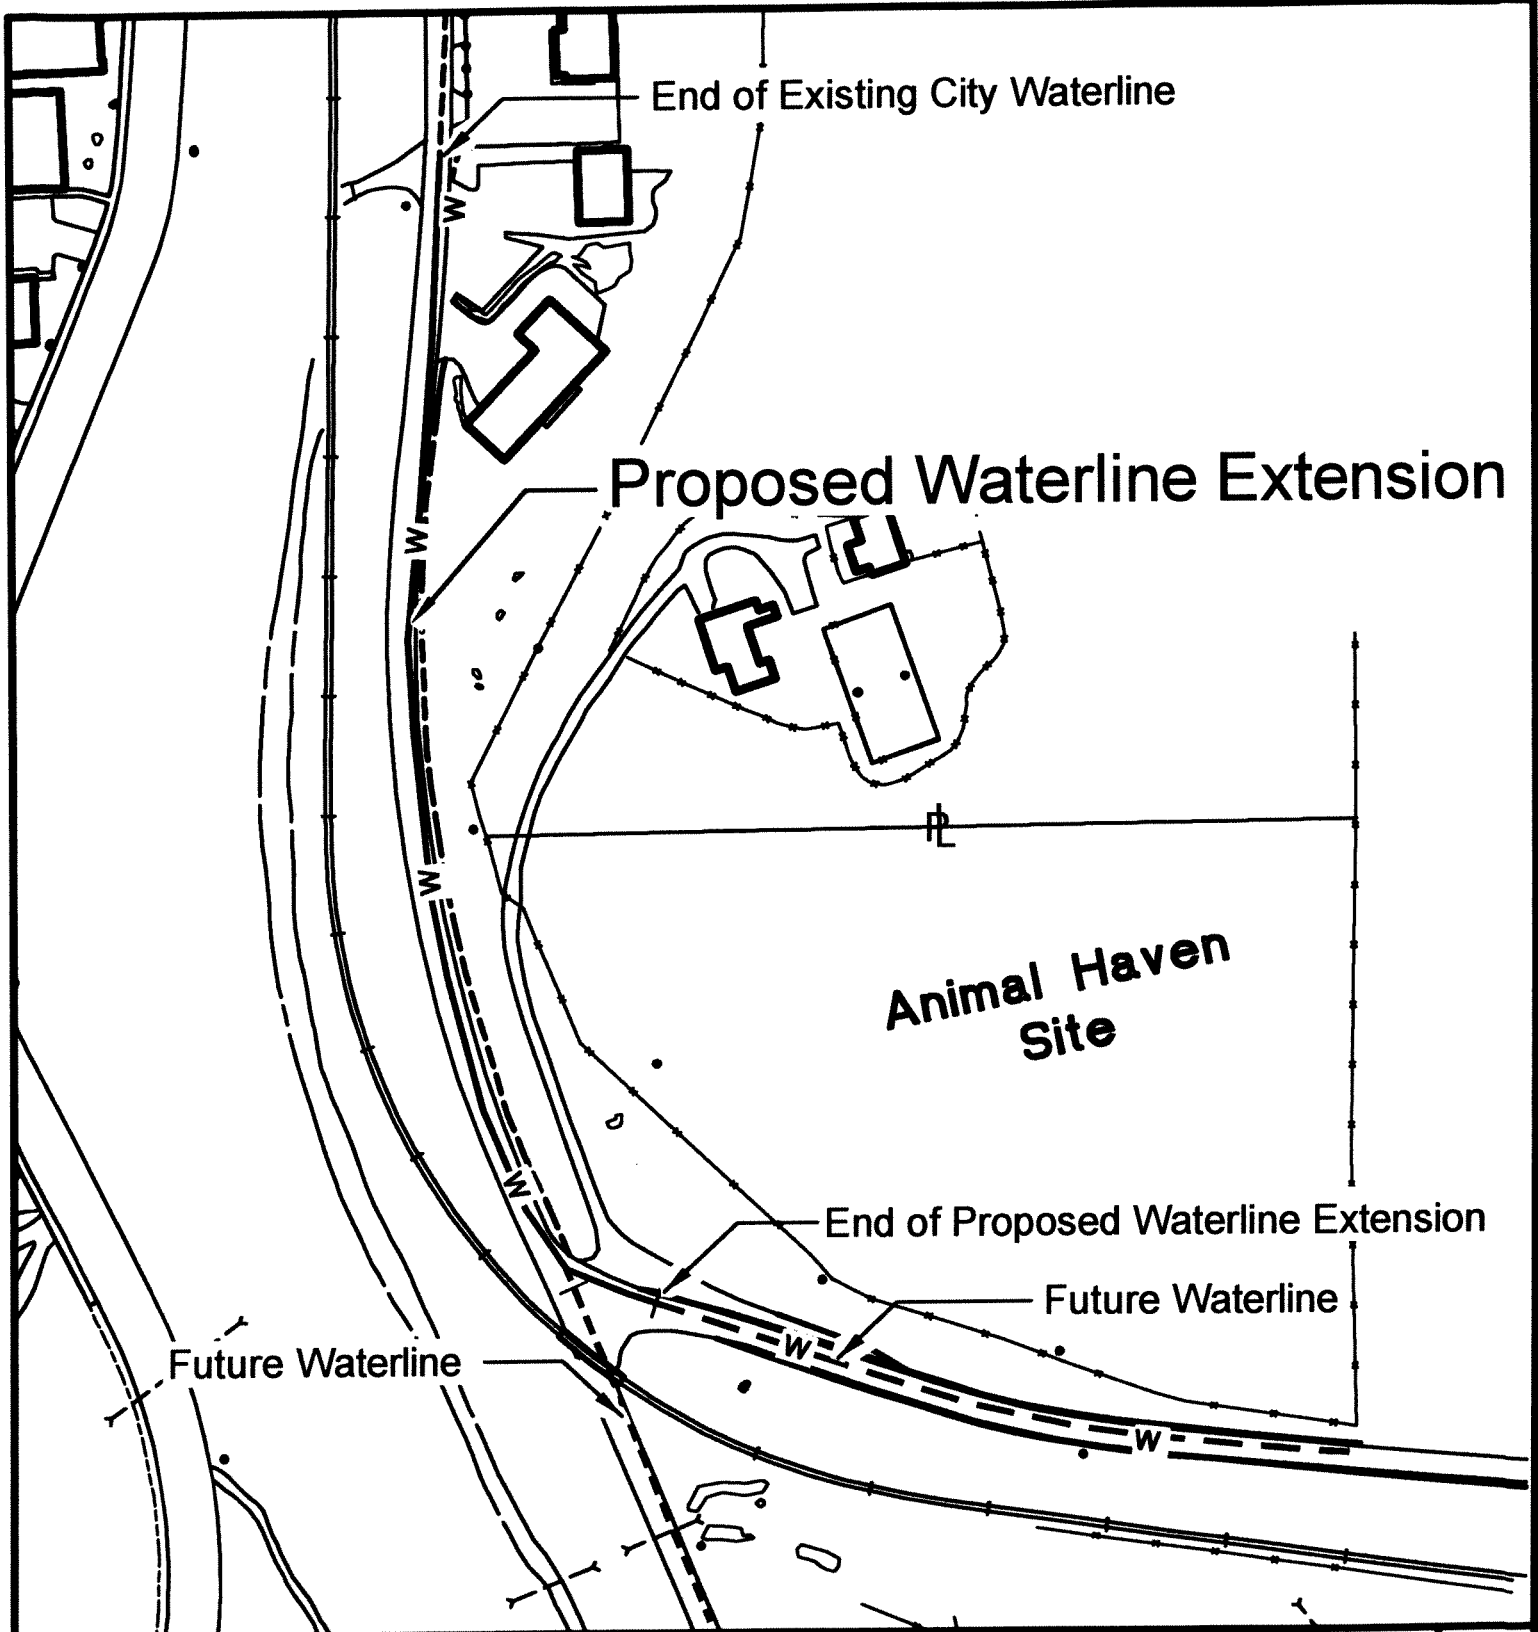 End of Existing City Waterline
W
Proposed Waterline Extension
W
PL
W
Animal Haven
Site
W
End of Proposed Waterline Extension
Future Waterline
W
Future Waterline
W